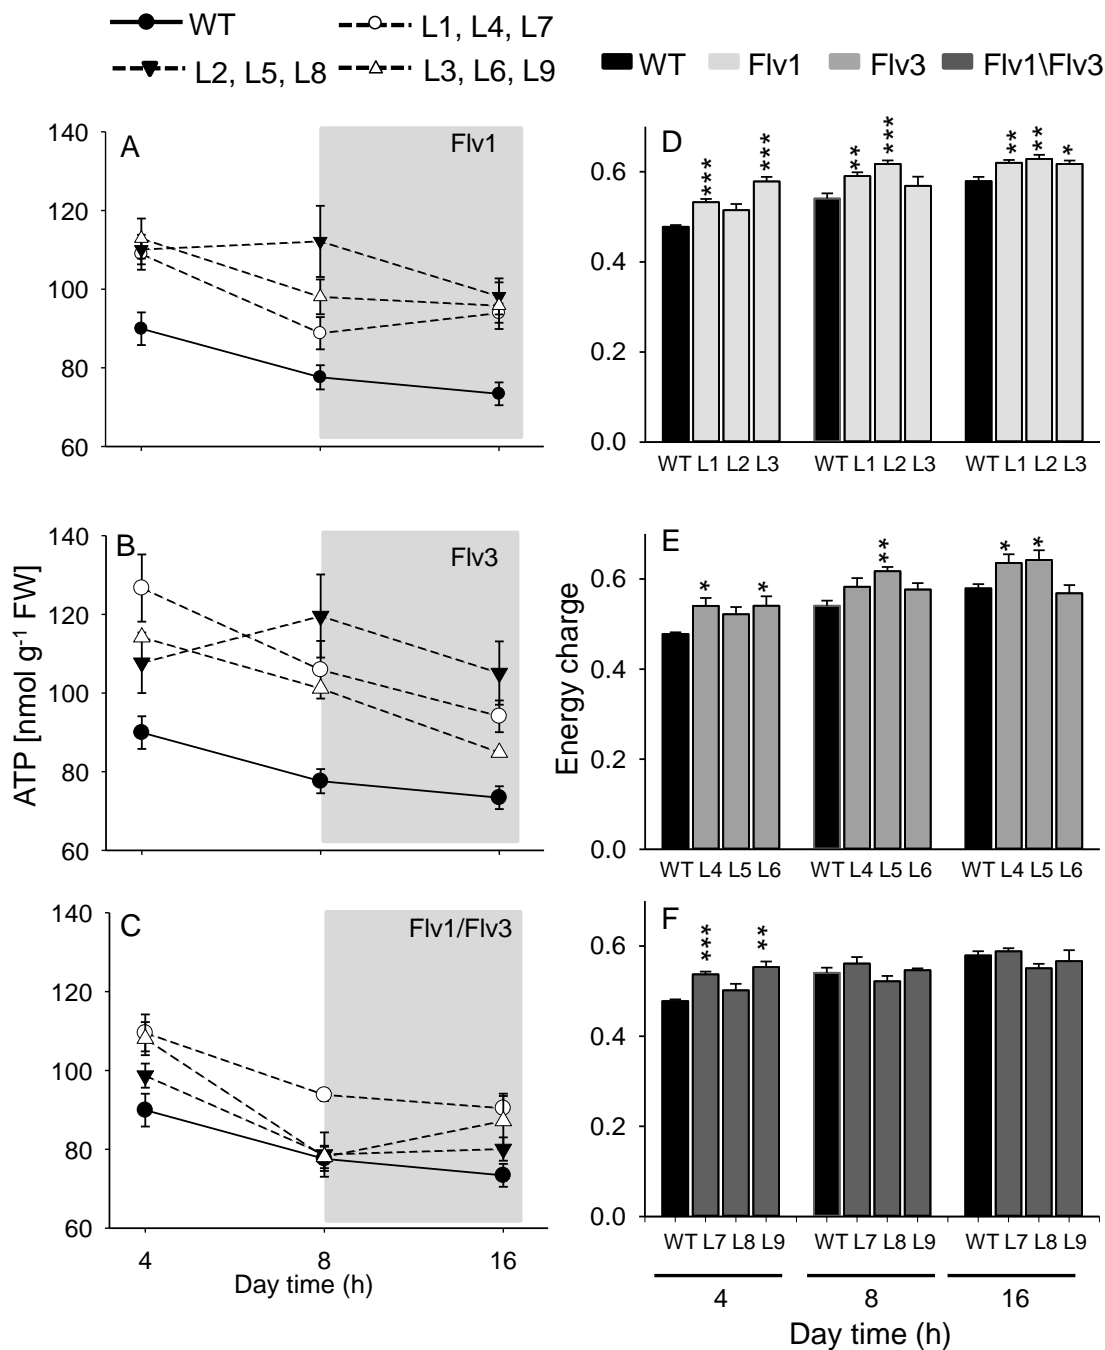 WT
L1, L4, L7
L2, L5, L8
L3, L6, L9
WT Flv1 Flv3 Flv1\Flv3
A
Flv1
140
120
100
80
60
B
Flv3
140
120
100
80
60
ATP [nmol g-1 FW]
C
Flv1/Flv3
140
120
100
80
60
4 8 16
Day time (h)
D
0.6
0.4
0.2
0.0
*** *** ** *** ** ** *
WT L1 L2 L3 WT L1 L2 L3 WT L1 L2 L3
E
0.6
0.4
0.2
0.0
* * ** * *
WT L4 L5 L6 WT L4 L5 L6 WT L4 L5 L6
Energy charge
F
0.6
0.4
0.2
0.0
*** **
WT L7 L8 L9 WT L7 L8 L9 WT L7 L8 L9
4 8 16
Day time (h)